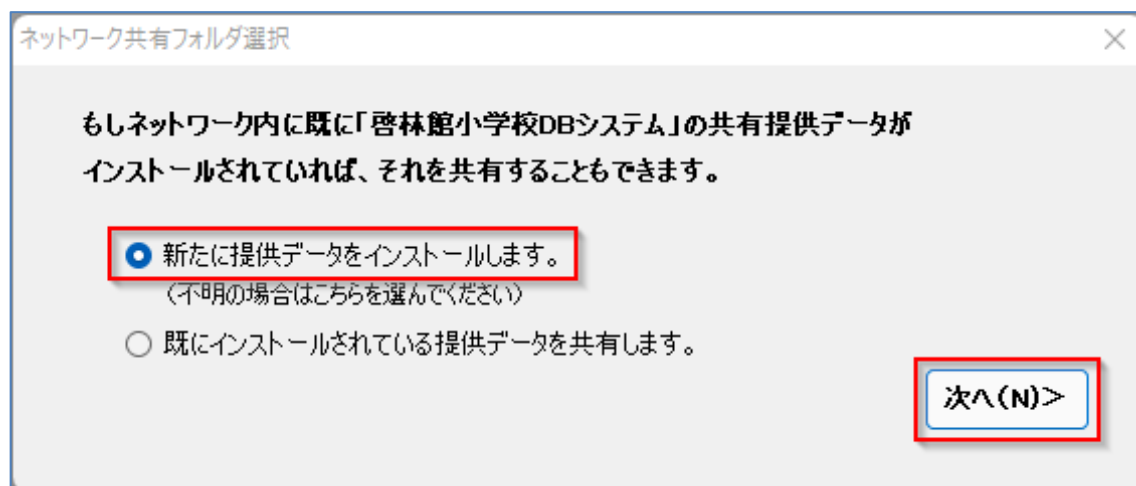 ネットワーク共有フォルダ選択
もしネットワーク内に既に「啓林館小学校DBシステム」の共有提供データが
インストールされていれば、それを共有することもできます。
新たに提供データをインストールします。
（不明の場合はこちらを選んでください）
既にインストールされている提供データを共有します。
次へ(N)＞